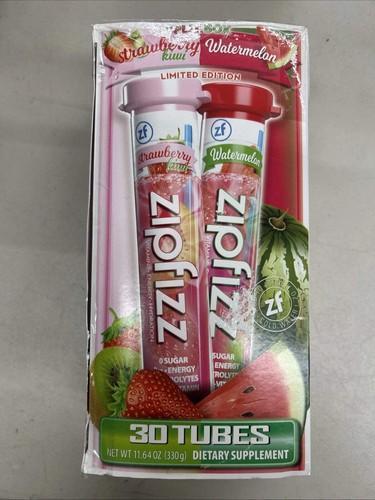 strawberry Watermelon
kiwi
LIMITED EDITION
zf
zf
strawberry
kiwi
Watermelon
zipfizz
zipfizz
0 SUGAR
ENERGY
SUGAR
ENERGY
zf
30 TUBES
NET WT 11.64 OZ (330g) DIETARY SUPPLEMENT